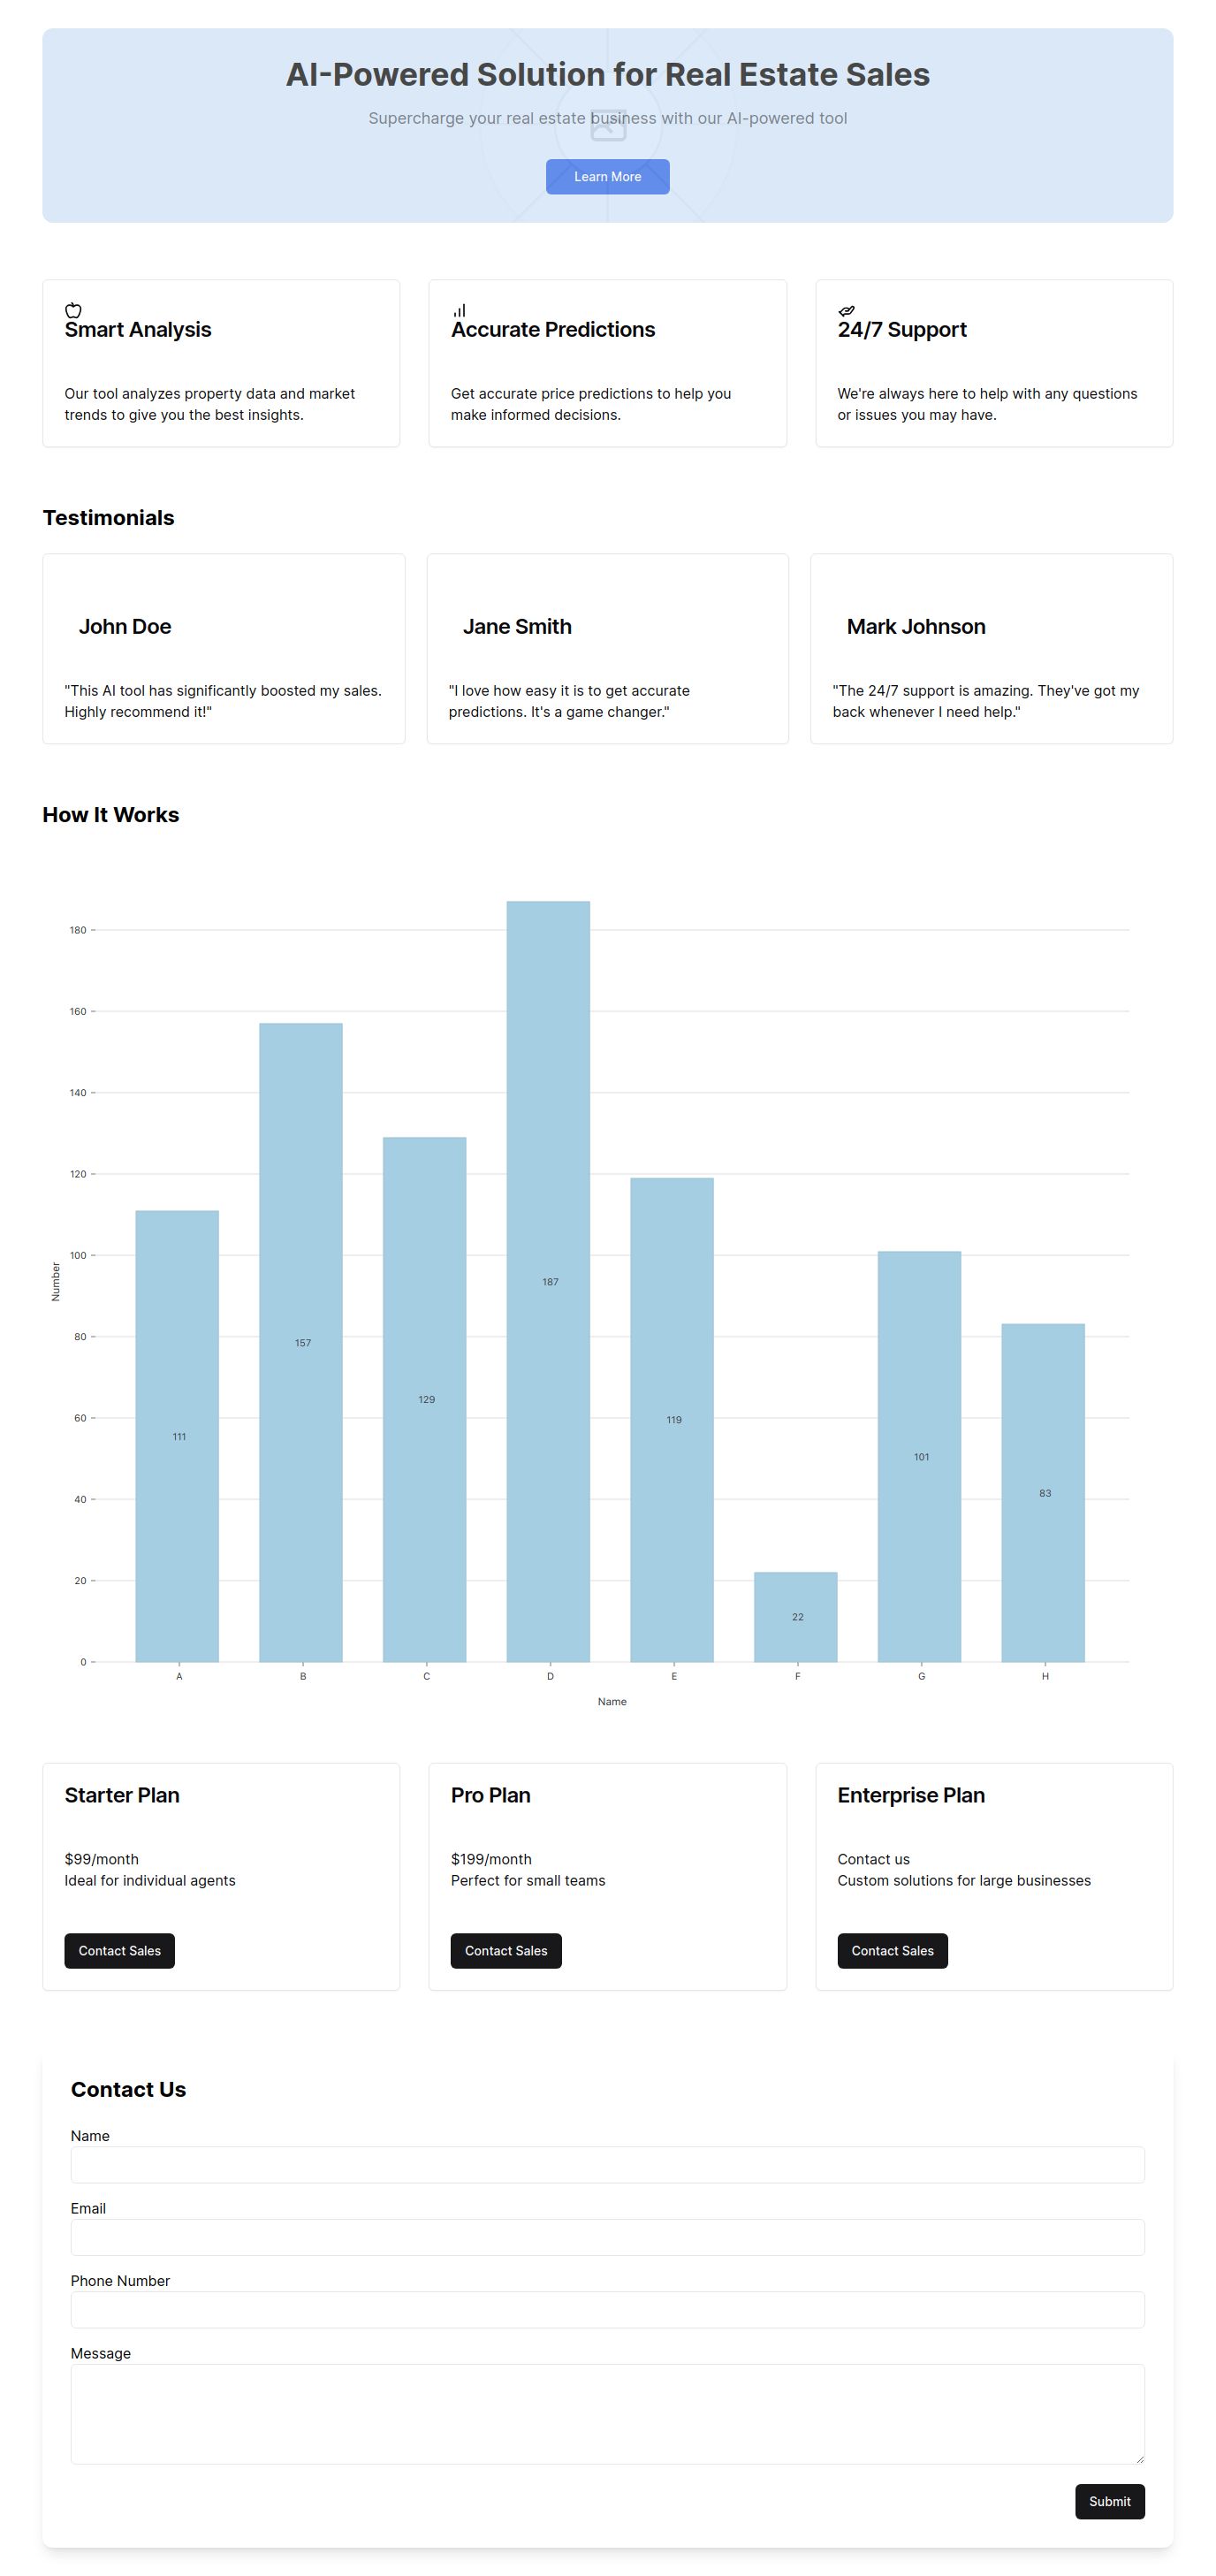 AI-Powered Solution for Real Estate Sales
Supercharge your real estate business with our AI-powered tool
Learn More
Smart Analysis
Our tool analyzes property data and market
trends to give you the best insights.
Accurate Predictions
Get accurate price predictions to help you
make informed decisions.
24/7 Support
We're always here to help with any questions
or issues you may have.
Testimonials
John Doe
"This AI tool has significantly boosted my sales.
Highly recommend it!"
Jane Smith
"I love how easy it is to get accurate
predictions. It's a game changer."
Mark Johnson
"The 24/7 support is amazing. They've got my
back whenever I need help."
How It Works
Number
180
160
140
120
100
80
60
40
20
0
111
157
129
187
119
22
101
83
A
B
C
D
E
F
G
H
Name
Starter Plan
$99/month
Ideal for individual agents
Contact Sales
Pro Plan
$199/month
Perfect for small teams
Contact Sales
Enterprise Plan
Contact us
Custom solutions for large businesses
Contact Sales
Contact Us
Name
Email
Phone Number
Message
Submit